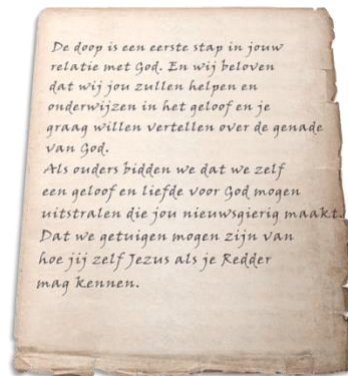 De doop is een eerste stap in jouw
relatie met God. En wij beloven
dat wij jou zullen helpen en
onderwijzen in het geloof en je
graag willen vertellen over de genade
van God.
Als ouders bidden we dat we zelf
een geloof en liefde voor God mogen
uitstralen die jou nieuwsgierig maakt.
Dat we getuigen mogen zijn van
hoe jij zelf Jezus als je Redder
mag kennen.